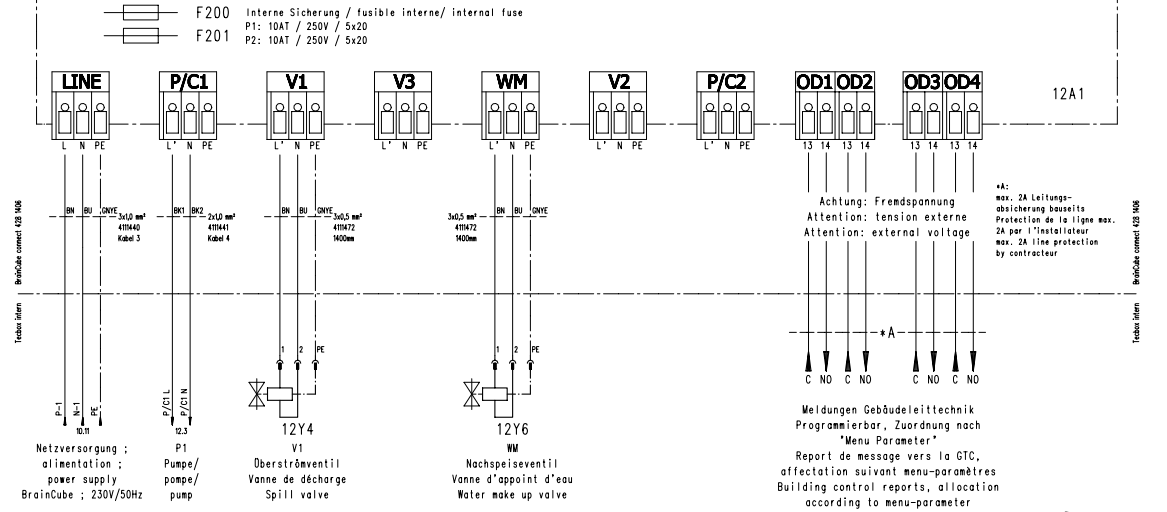 F200 Interne Sicherung / fusible interne/ internal fuse
P1: 10AT / 250V / 5x20
F201 P2: 10AT / 250V / 5x20
LINE P/C1 V1 V3 WM V2 P/C2 OD1 OD2 OD3 OD4
12A1
L N PE L' N PE L' N PE L' N PE L' N PE L' N PE L' N PE 13 14 13 14 13 14 13 14
BN BU GNYE
3x1,0 mm²
4111440
Kabel 3
BK1 BK2
2x1,0 mm²
4111441
Kabel 4
BN BU GNYE
3x0,5 mm²
4111472
1400mm
3x0,5 mm²
4111472
1400mm
BN BU GNYE
Achtung: Fremdspannung
Attention: tension externe
Attention: external voltage
*A:
max. 2A Leitungs-
absicherung bauseits
Protection de la ligne max.
2A par l'installateur
max. 2A line protection
by contracteur
BrainCube connect 428 1406
Tecbox intern
BrainCube connect 428 1406
Tecbox intern
1 2 PE
1 2 PE
*A
C NO C NO C NO C NO
P-1 N-1 PE
10.11
P/C1 L P/C1 N
12.3
12Y4
12Y6
Netzversorgung ;
alimentation ;
power supply
BrainCube ; 230V/50Hz
P1
Pumpe/
pompe/
pump
V1
Überströmventil
Vanne de décharge
Spill valve
WM
Nachspeiseventil
Vanne d'appoint d'eau
Water make up valve
Meldungen Gebäudeleittechnik
Programmierbar, Zuordnung nach
"Menu Parameter"
Report de message vers la GTC,
affectation suivant menu-paramètres
Building control reports, allocation
according to menu-parameter